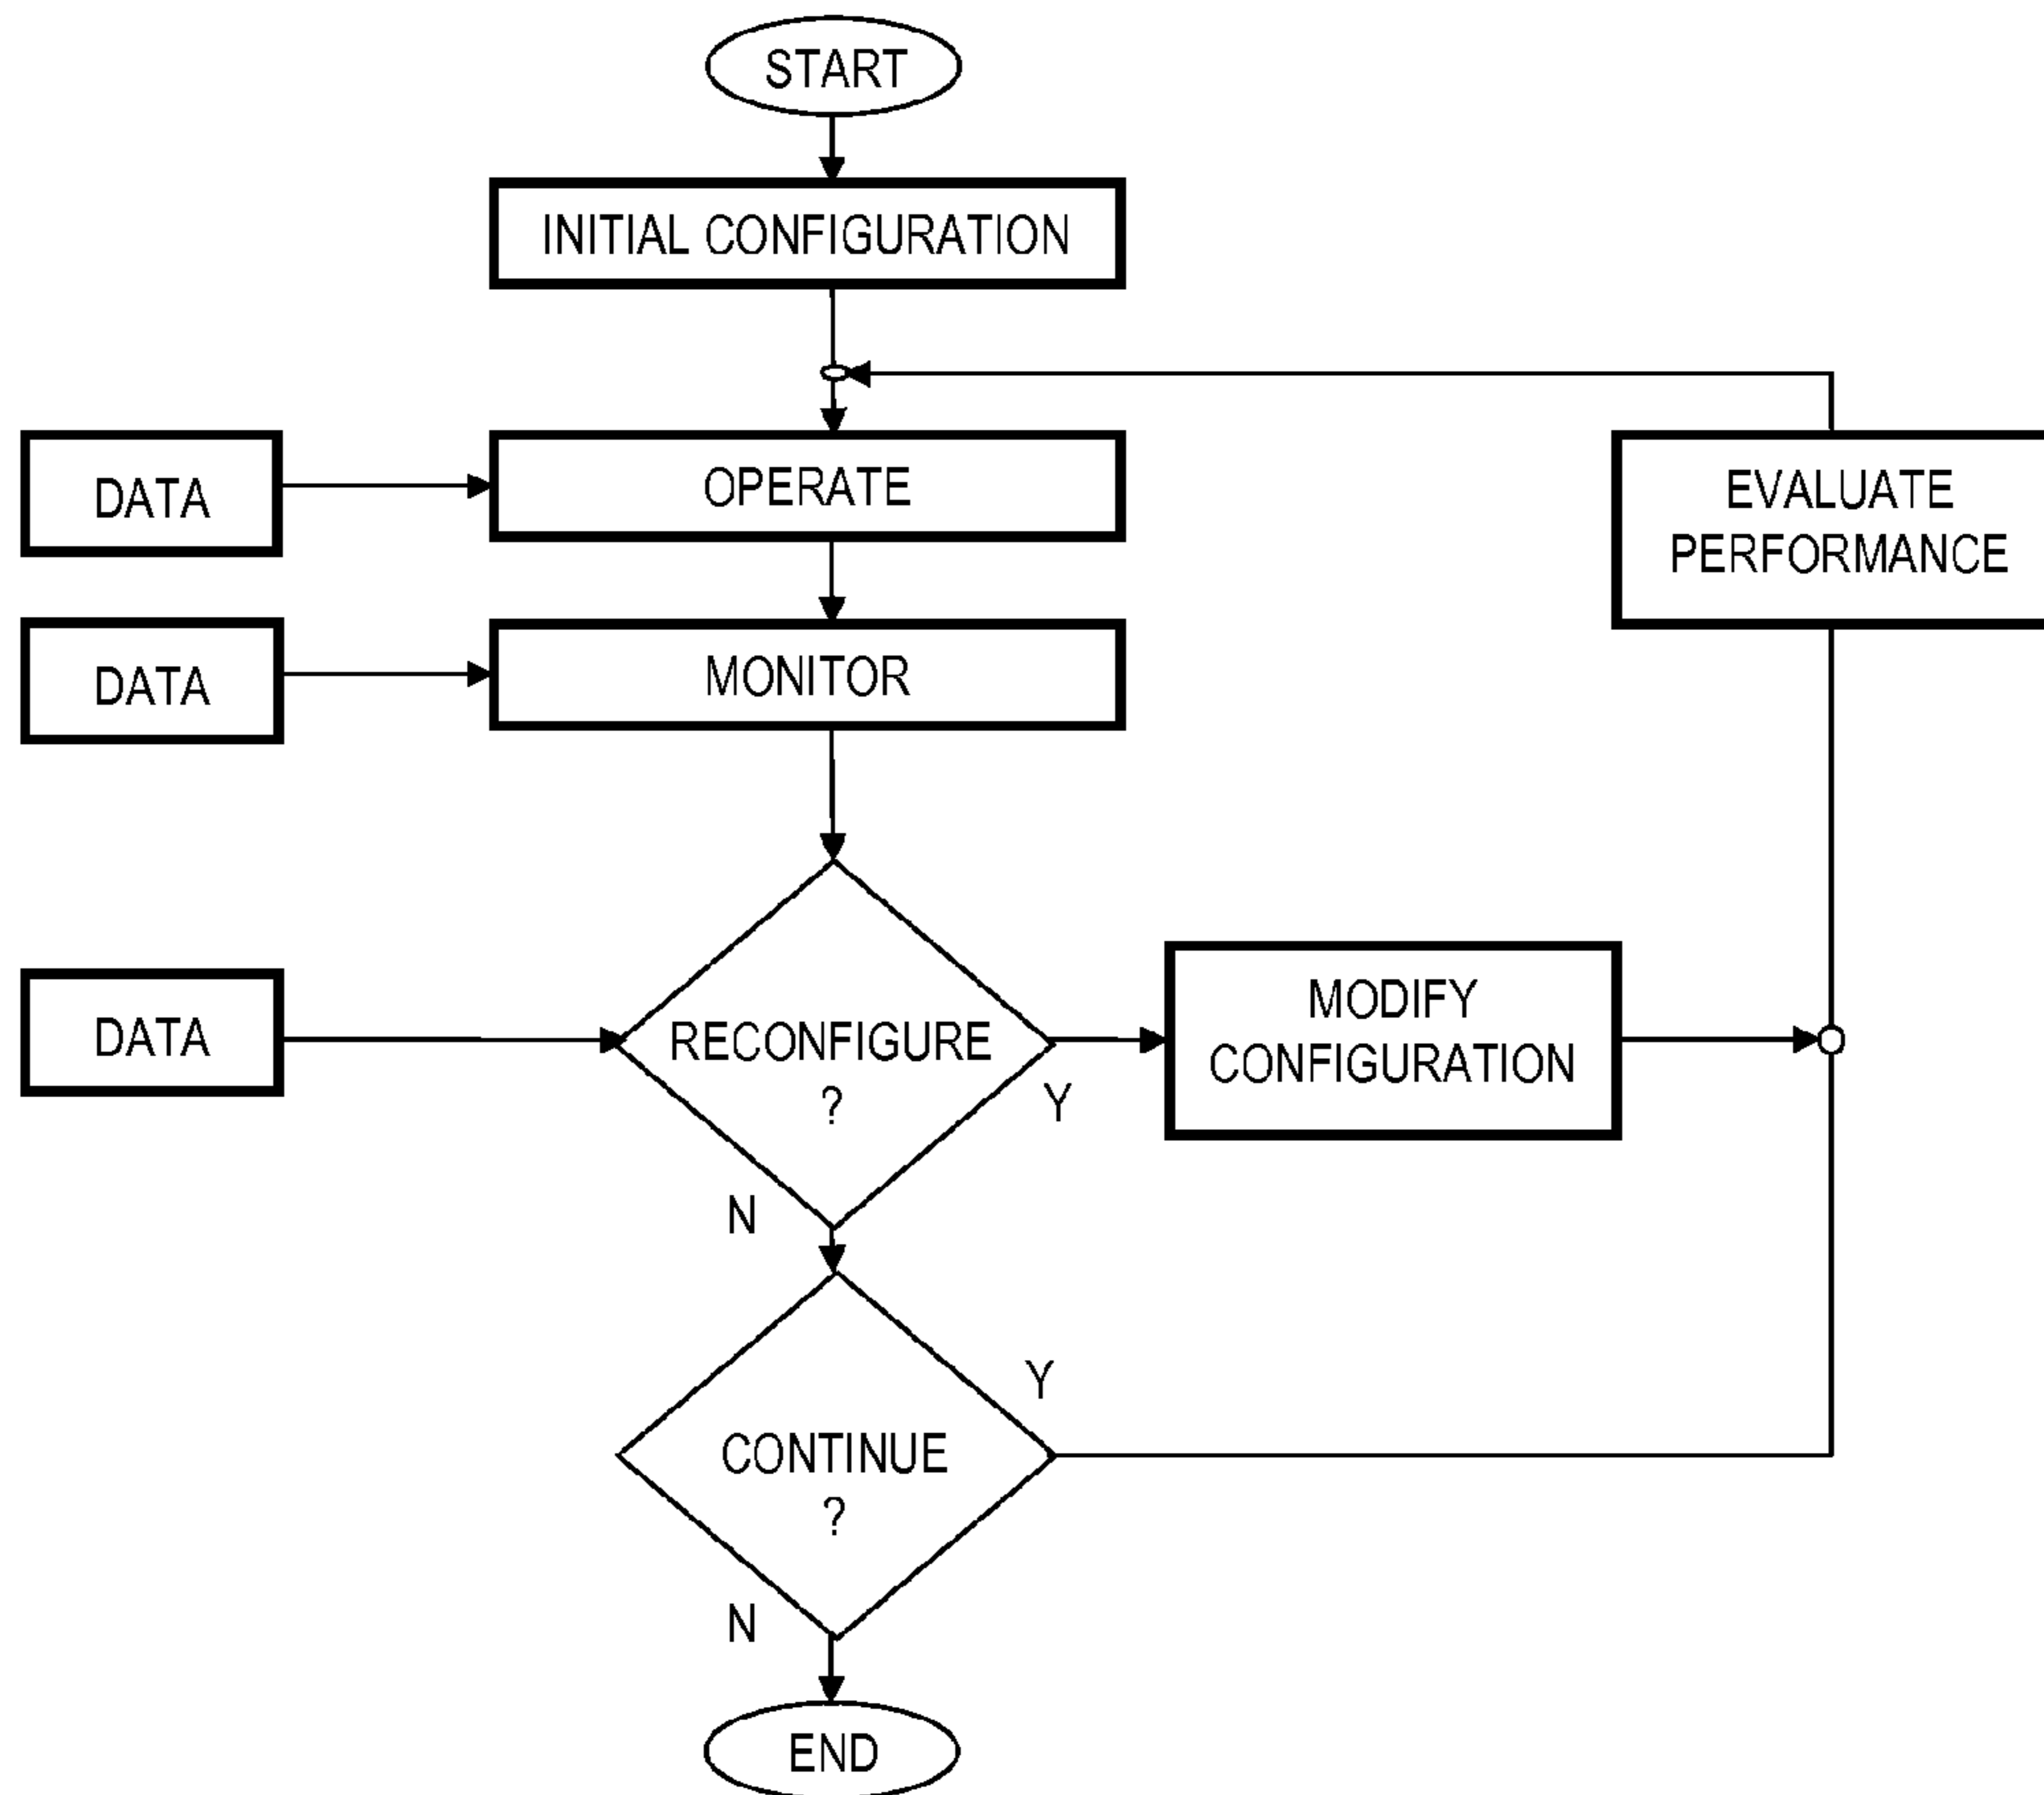 START
INITIAL CONFIGURATION
DATA
OPERATE
EVALUATE
PERFORMANCE
DATA
MONITOR
DATA
RECONFIGURE
?
Y
N
MODIFY
CONFIGURATION
CONTINUE
?
Y
N
END